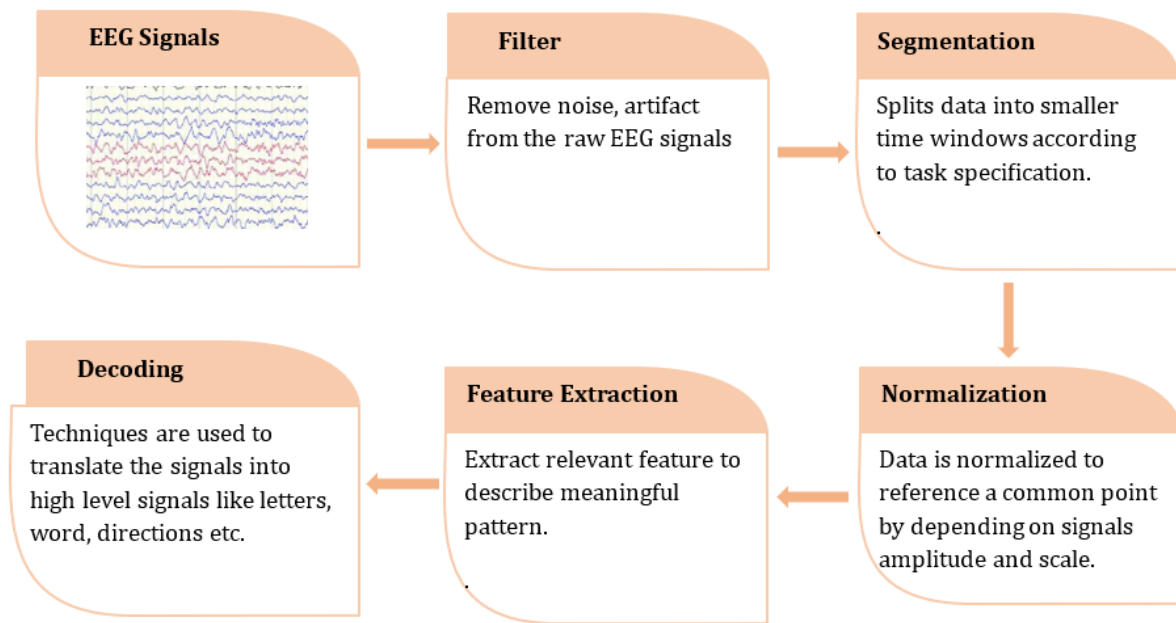 EEG Signals
Filter
Remove noise, artifact
from the raw EEG signals
Segmentation
Splits data into smaller
time windows according
to task specification.
.
Normalization
Data is normalized to
reference a common point
by depending on signals
amplitude and scale.
Feature Extraction
Extract relevant feature to
describe meaningful
pattern.
.
Decoding
Techniques are used to
translate the signals into
high level signals like letters,
word, directions etc.